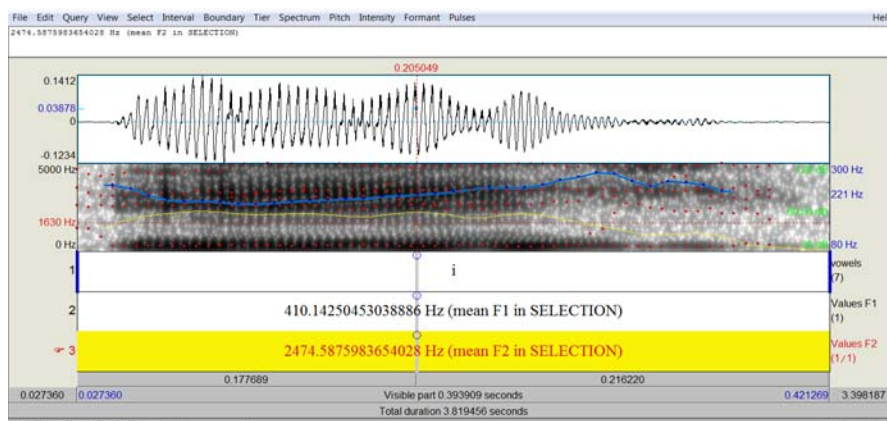 File Edit Query View Select Interval Boundary Tier Spectrum Pitch Intensity Formant Pulses Hel
2474.5875983654028 Hz (mean F2 in SELECTION)
0.205049
0.1412
0.03878
0
-0.1234
5000 Hz 300 Hz
221 Hz
1630 Hz
0 Hz 80 Hz
1 i vowels
(7)
2 410.14250453038886 Hz (mean F1 in SELECTION) Values F1
(1)
3 2474.5875983654028 Hz (mean F2 in SELECTION) Values F2
(1/1)
0.177689 0.216220
0.027360 0.027360 Visible part 0.393909 seconds 0.421269 3.398187
Total duration 3.819456 seconds